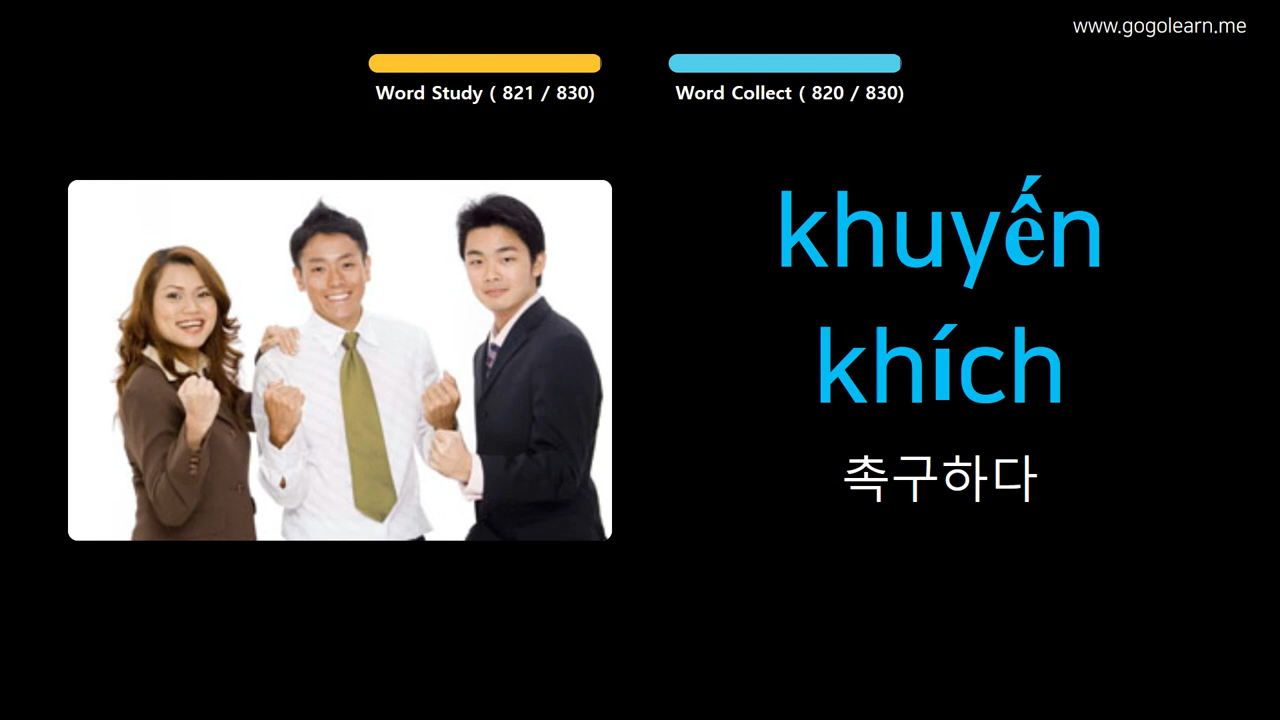 www.gogolearn.me
Word Study ( 821 / 830)
Word Collect ( 820 / 830)
khuyến
khích
촉구하다